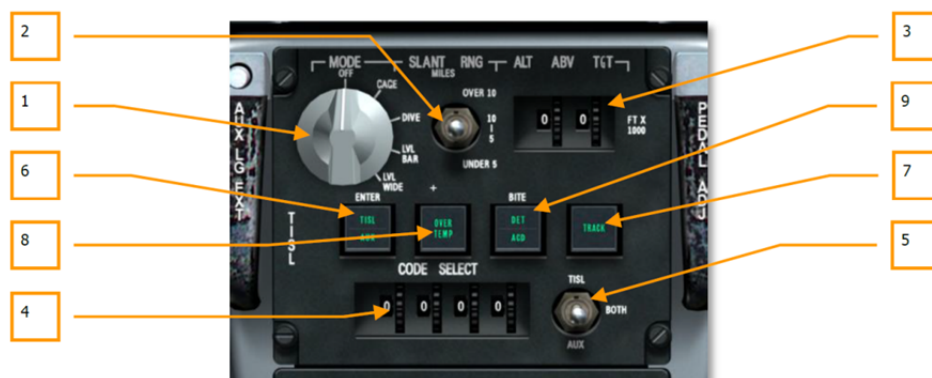 2
3
1
9
6
7
8
5
4
MODE
SLANT RNG
ALT ABV TGT
OFF
MILES
CAGE
OVER 10
DIVE
10
5
0 0
FT X
1000
LVL
BAR
UNDER 5
LVL
WIDE
AUX LG EXT
PEDAL ADJ
ENTER
BITE
TISL
TISL
AUX
OVER
TEMP
DET
ACD
TRACK
CODE SELECT
TISL
0 0 0 0
BOTH
AUX